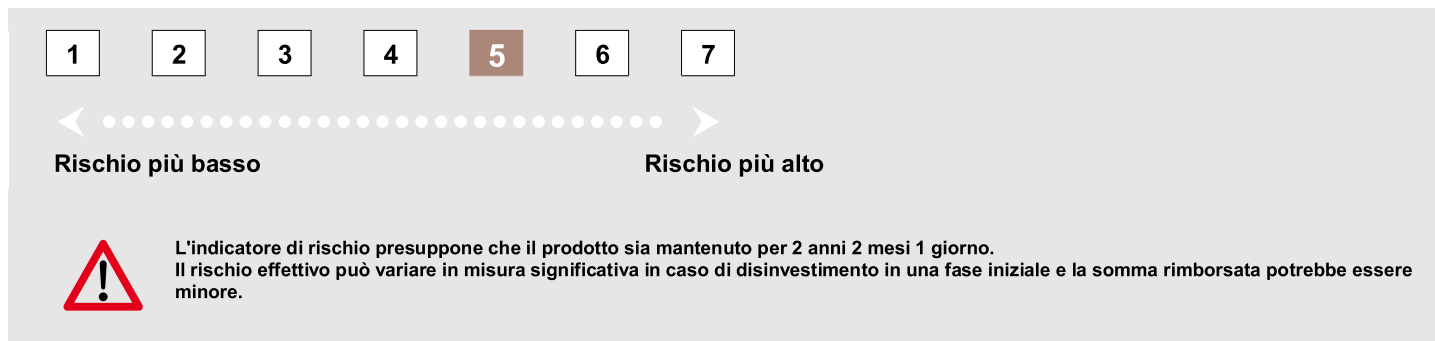 1 2 3 4 5 6 7
Rischio più basso Rischio più alto
L'indicatore di rischio presuppone che il prodotto sia mantenuto per 2 anni 2 mesi 1 giorno.
Il rischio effettivo può variare in misura significativa in caso di disinvestimento in una fase iniziale e la somma rimborsata potrebbe essere
minore.